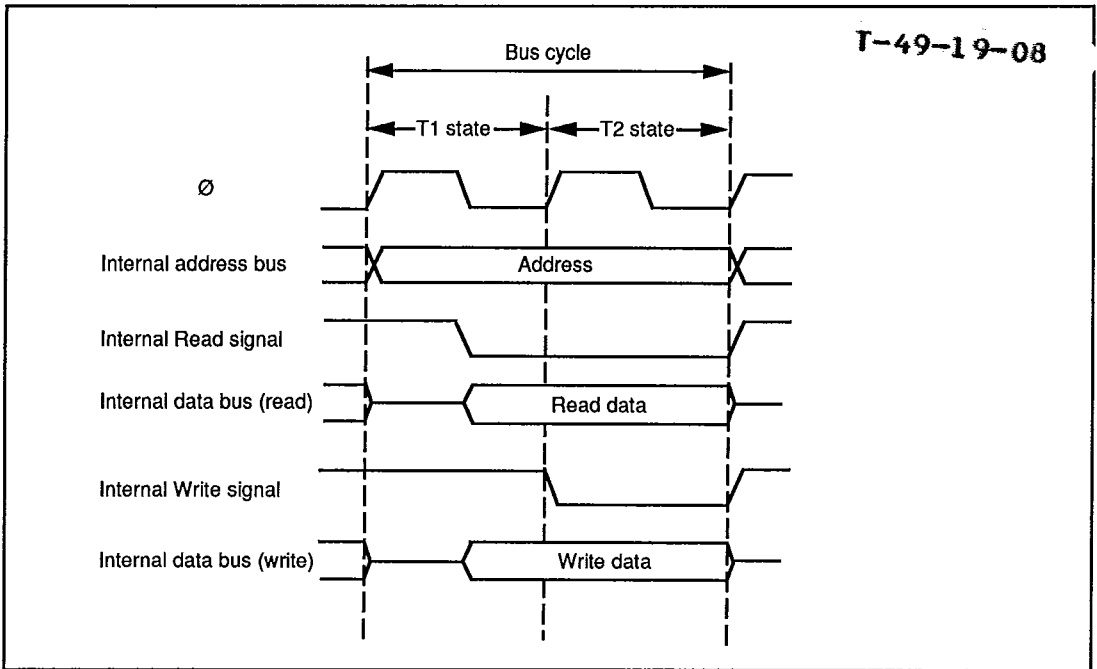 T-49-19-08
Bus cycle
T1 state
T2 state
Ø
Internal address bus
Address
Internal Read signal
Internal data bus (read)
Read data
Internal Write signal
Internal data bus (write)
Write data